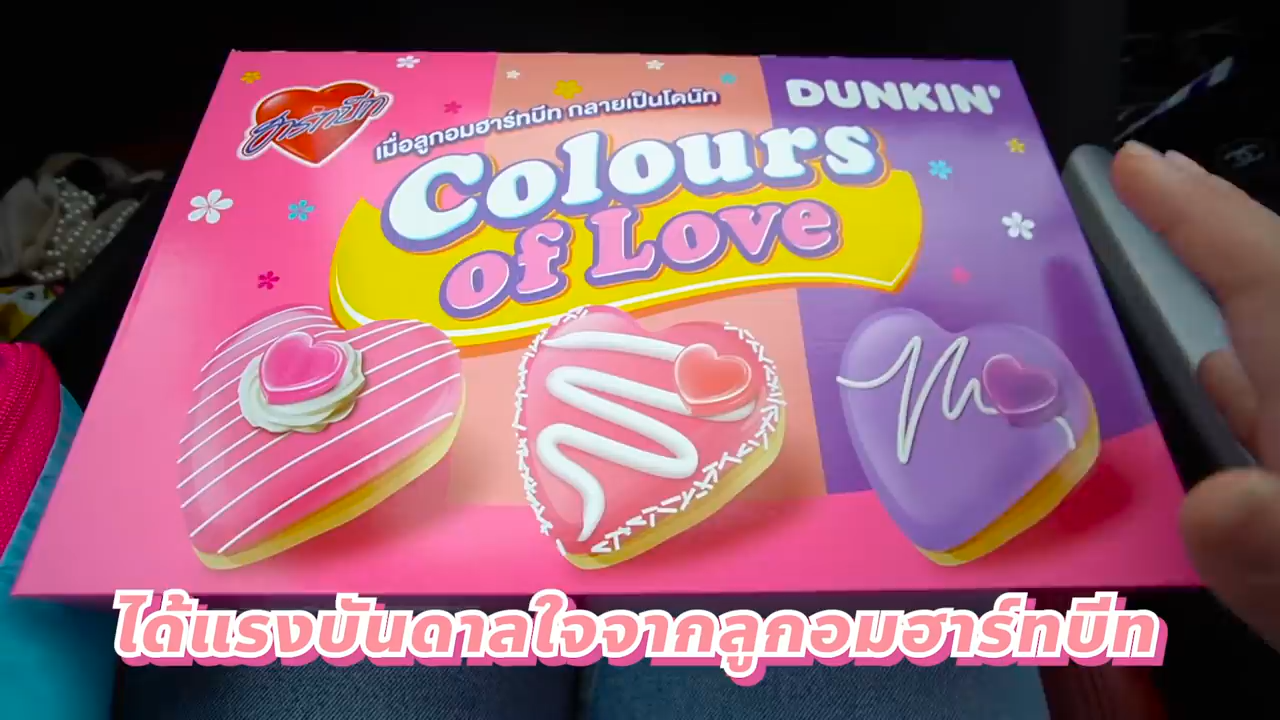 ฮาร์ทบีท
เมื่อลูกอมฮาร์ทบีท กลายเป็นโดนัท
DUNKIN'
Colours
of Love
ได้แรงบันดาลใจจากลูกอมฮาร์ทบีท